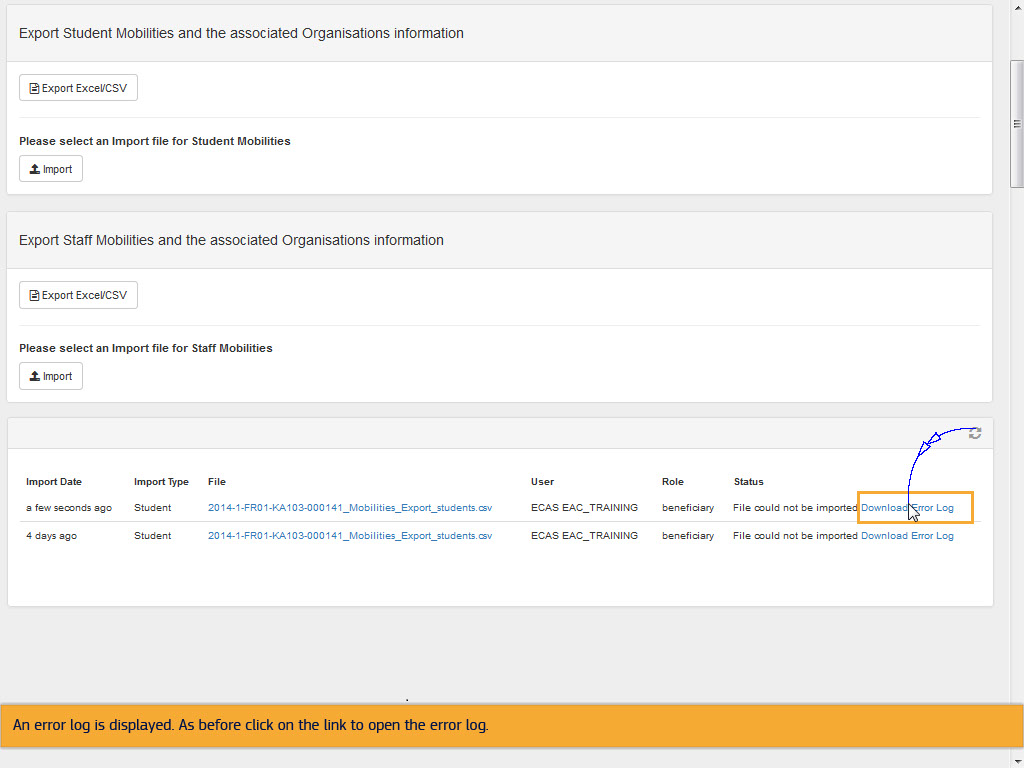 Export Student Mobilities and the associated Organisations information
Export Excel/CSV
Please select an Import file for Student Mobilities
Import
Export Staff Mobilities and the associated Organisations information
Export Excel/CSV
Please select an Import file for Staff Mobilities
Import
Import Date Import Type File User Role Status
a few seconds ago Student 2014-1-FR01-KA103-000141_Mobilities_Export_students.csv ECAS EAC_TRAINING beneficiary File could not be imported Download Error Log
4 days ago Student 2014-1-FR01-KA103-000141_Mobilities_Export_students.csv ECAS EAC_TRAINING beneficiary File could not be imported Download Error Log
An error log is displayed. As before click on the link to open the error log.